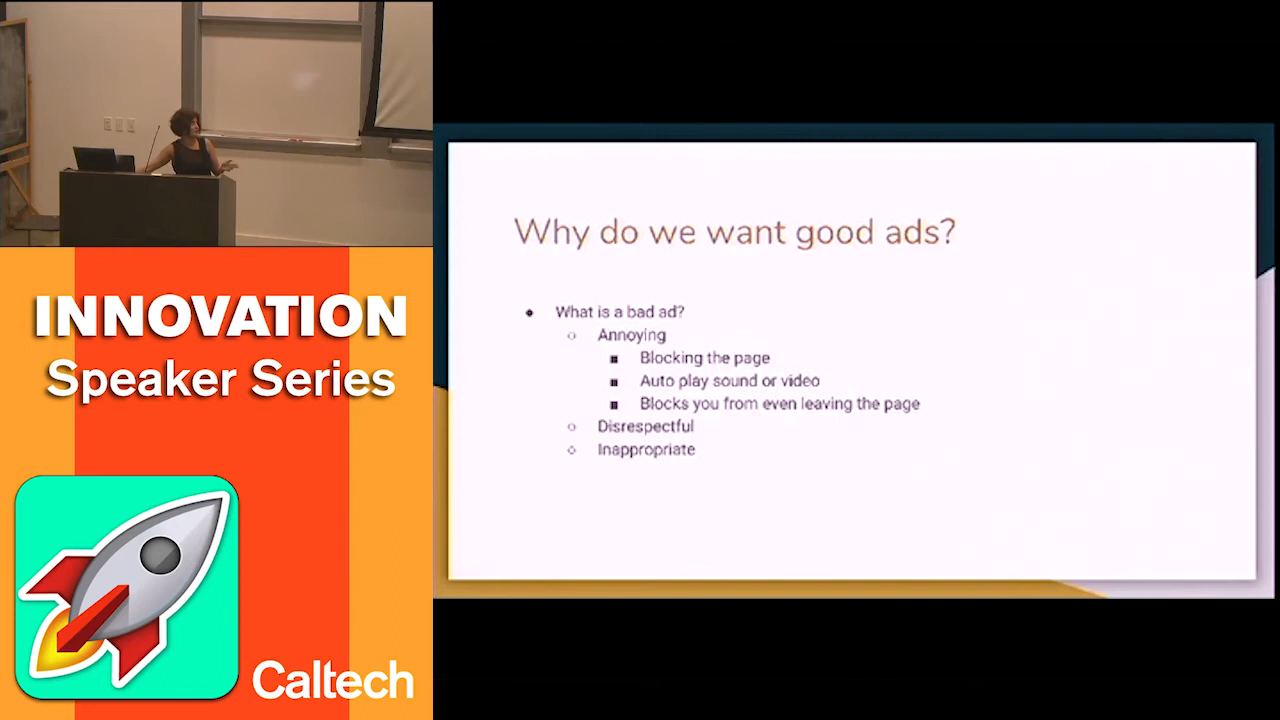 INNOVATION
Speaker Series
Caltech
Why do we want good ads?
What is a bad ad?
Annoying
Blocking the page
Auto play sound or video
Blocks you from even leaving the page
Disrespectful
Inappropriate